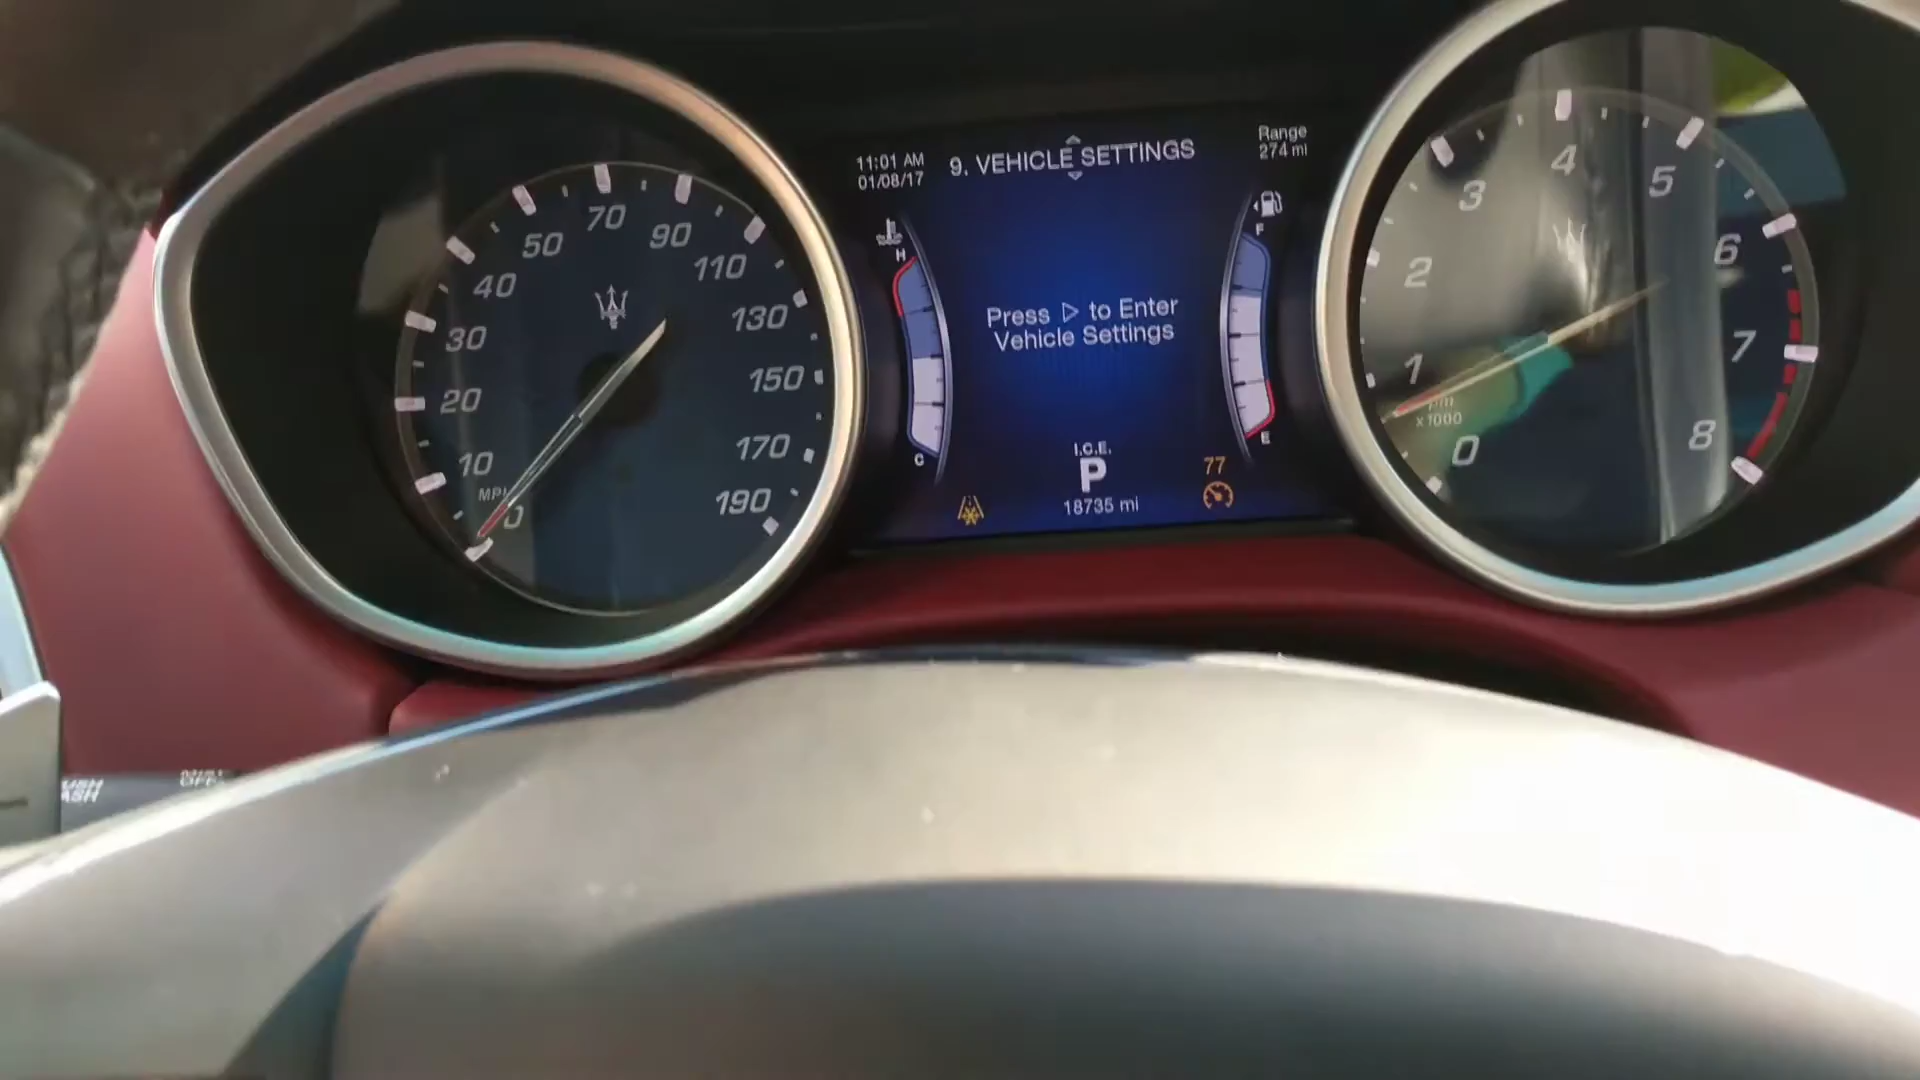 11:01 AM
01/08/17
9. VEHICLE SETTINGS
Range
274 mi
H
C
F
E
Press ▷ to Enter
Vehicle Settings
I.C.E.
P
18735 mi
77
0
10
20
30
40
50
70
90
110
130
150
170
190
0
1
2
3
4
5
6
7
8
x1000